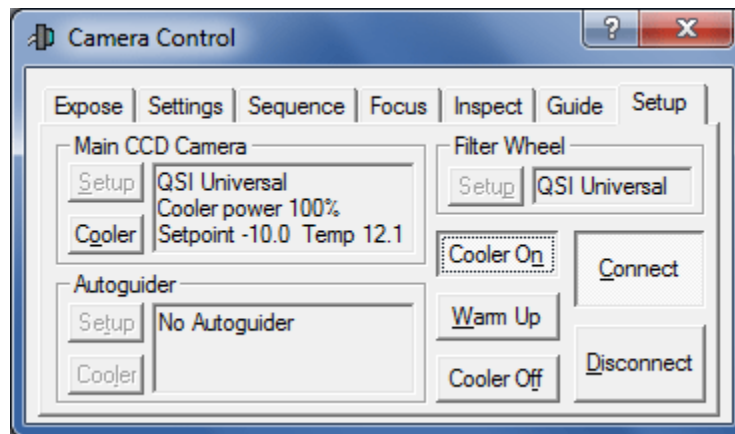 Camera Control
Expose Settings Sequence Focus Inspect Guide Setup
Main CCD Camera
Setup
QSI Universal
Cooler power 100%
Cooler
Setpoint -10.0 Temp 12.1
Filter Wheel
Setup
QSI Universal
Autoguider
Setup
No Autoguider
Cooler
Cooler On
Connect
Warm Up
Cooler Off
Disconnect